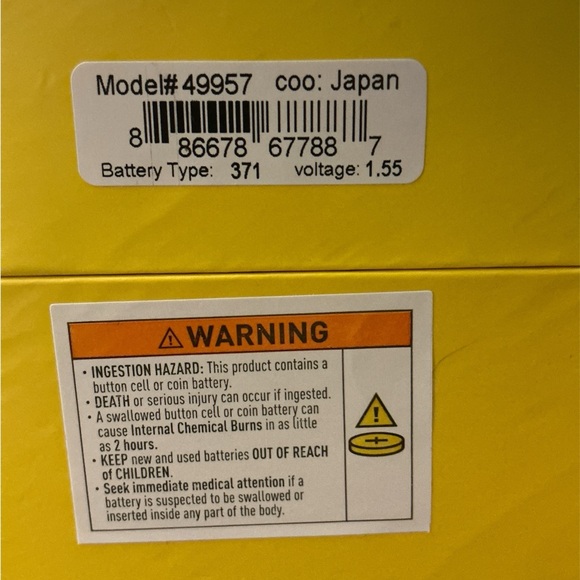 Model# 49957 coo: Japan
8 86678 67788 7
Battery Type: 371 voltage: 1.55
WARNING
• INGESTION HAZARD: This product contains a
button cell or coin battery.
• DEATH or serious injury can occur if ingested.
• A swallowed button cell or coin battery can
cause Internal Chemical Burns in as little
as 2 hours.
• KEEP new and used batteries OUT OF REACH
of CHILDREN.
• Seek immediate medical attention if a
battery is suspected to be swallowed or
inserted inside any part of the body.